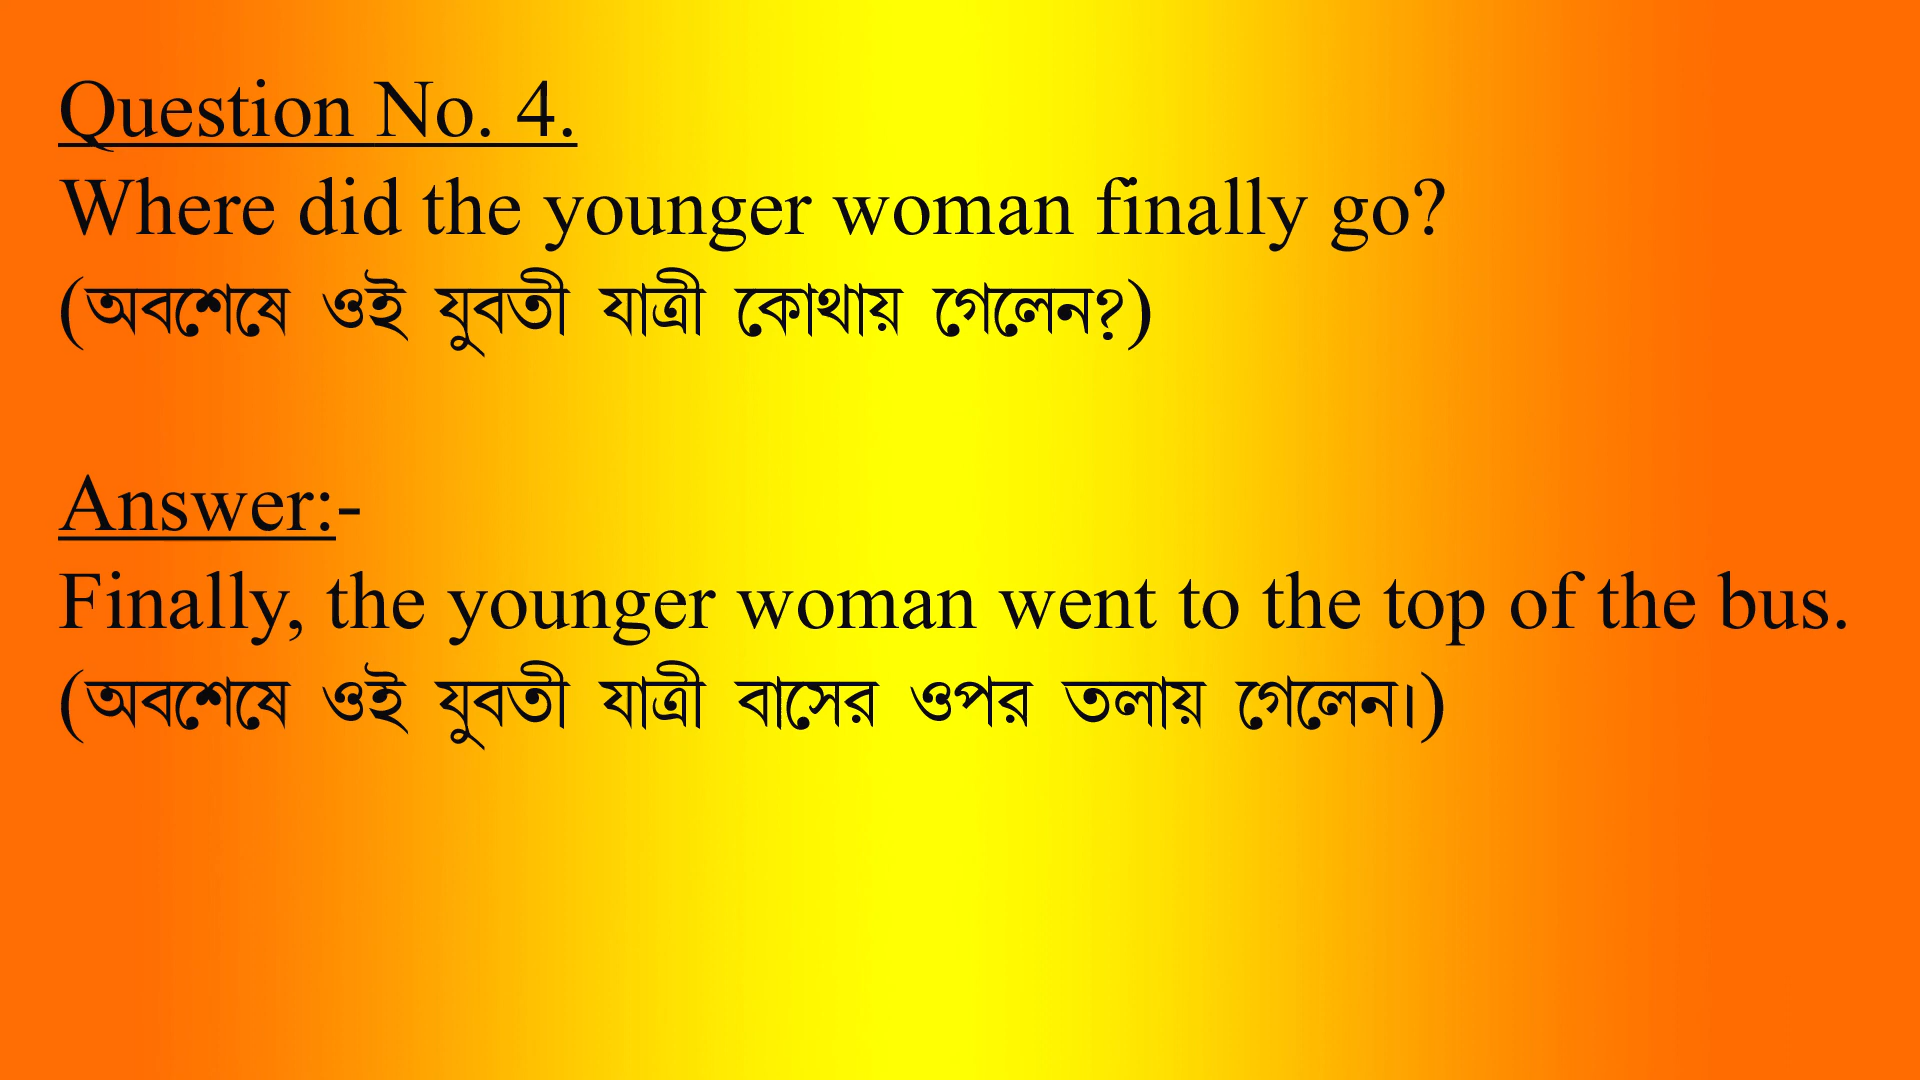 Question No. 4.
Where did the younger woman finally go?
(অবশেষে ওই যুবতী যাত্রী কোথায় গেলেন?)
Answer:-
Finally, the younger woman went to the top of the bus.
(অবশেষে ওই যুবতী যাত্রী বাসের ওপর তলায় গেলেন।)